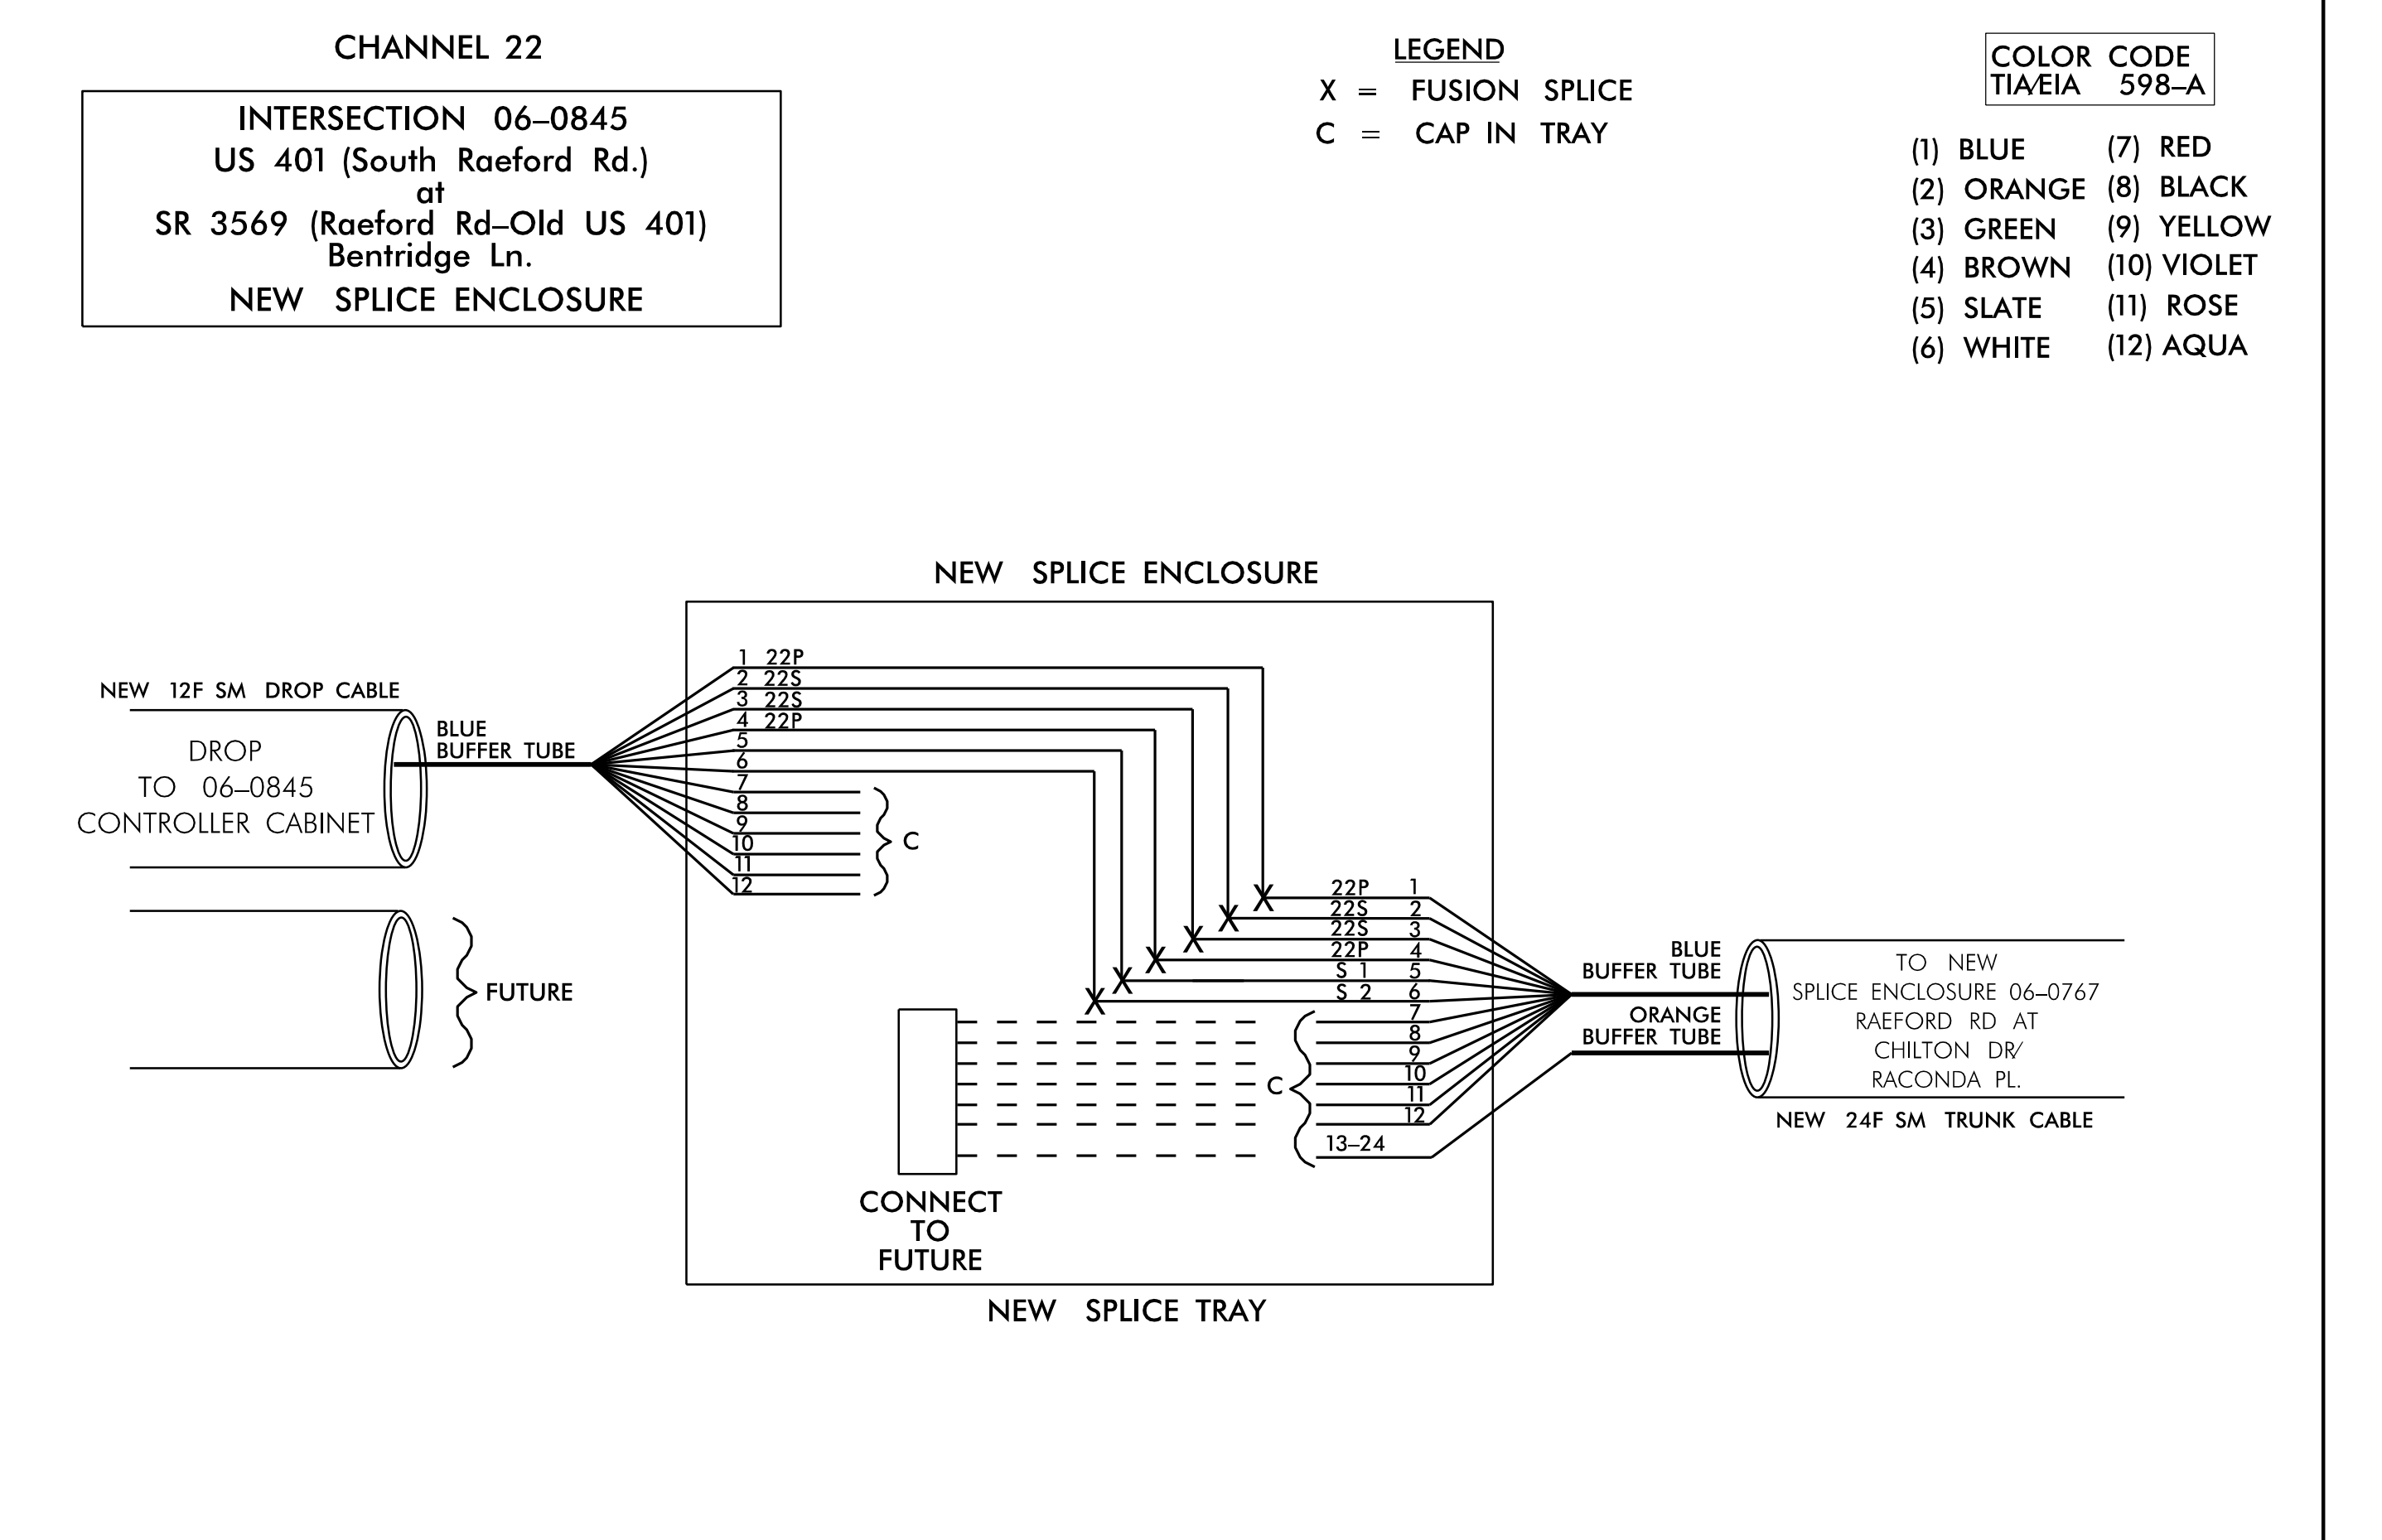 CHANNEL 22
INTERSECTION 06–0845
US 401 (South Raeford Rd.)
at
SR 3569 (Raeford Rd–Old US 401)
Bentridge Ln.
NEW SPLICE ENCLOSURE
LEGEND
X = FUSION SPLICE
C = CAP IN TRAY
COLOR CODE
TIA/EIA 598–A
(1) BLUE (7) RED
(2) ORANGE (8) BLACK
(3) GREEN (9) YELLOW
(4) BROWN (10) VIOLET
(5) SLATE (11) ROSE
(6) WHITE (12) AQUA
NEW SPLICE ENCLOSURE
NEW 12F SM DROP CABLE
DROP
TO 06–0845
CONTROLLER CABINET
BLUE
BUFFER TUBE
FUTURE
1 22P
2 22S
3 22S
4 22P
5
6
7
8
9
10
11
12
C
X
X
X
X
X
X
22P 1
22S 2
22S 3
22P 4
S 1 5
S 2 6
7
8
9
10
11
12
13–24
C
CONNECT
TO
FUTURE
NEW SPLICE TRAY
BLUE
BUFFER TUBE
ORANGE
BUFFER TUBE
TO NEW
SPLICE ENCLOSURE 06–0767
RAEFORD RD AT
CHILTON DR/
RACONDA PL.
NEW 24F SM TRUNK CABLE